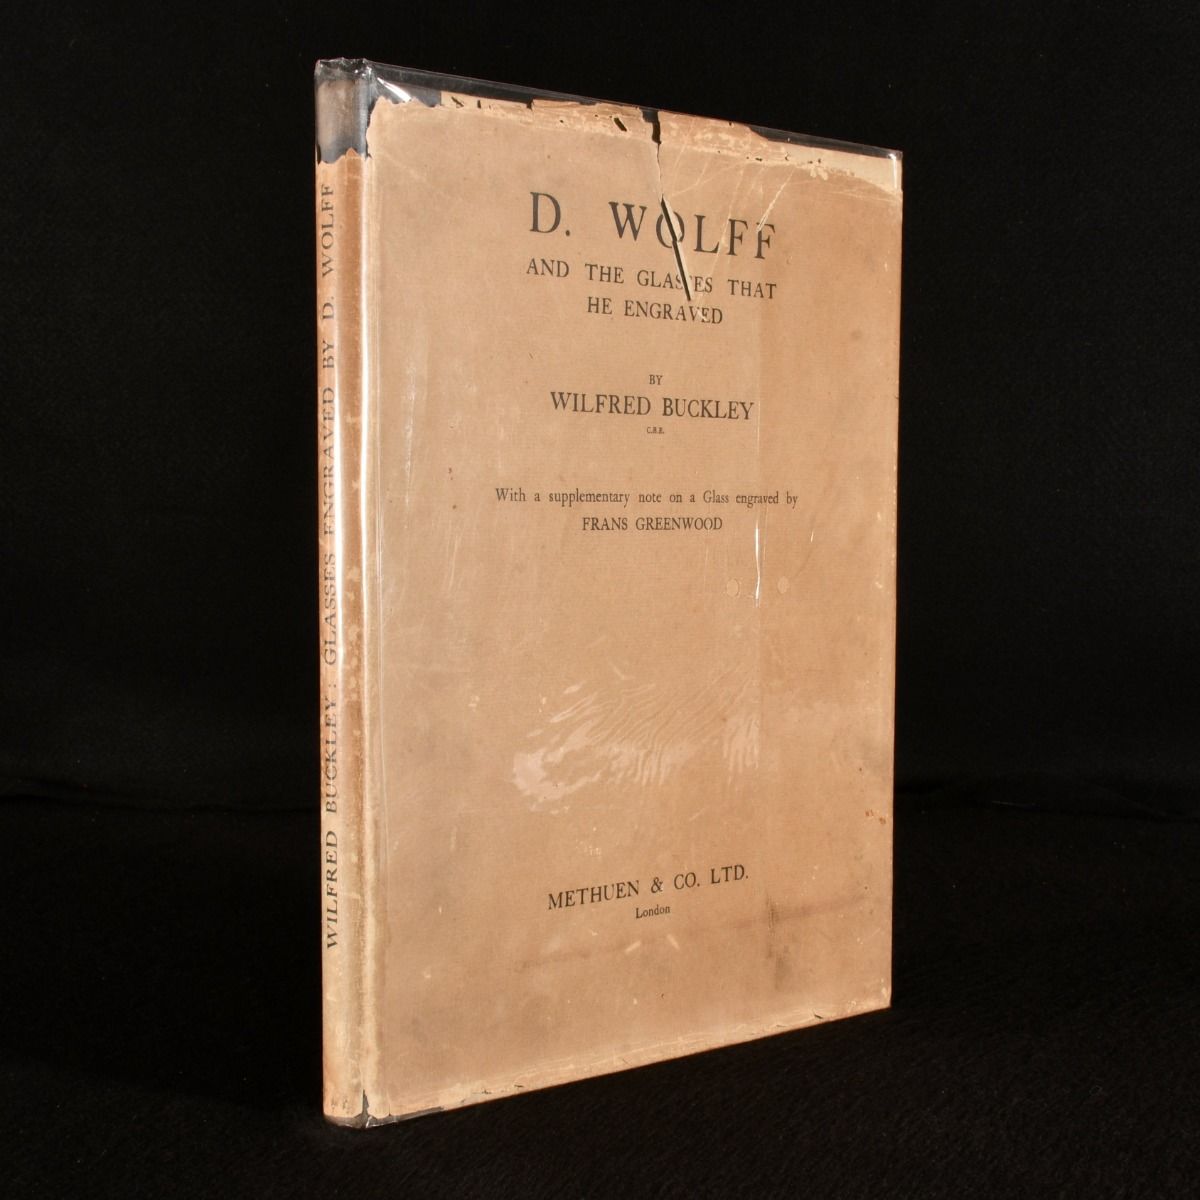 WILFRED BUCKLEY: GLASSES ENGRAVED BY D. WOLFF
D. WOLFF
AND THE GLASSES THAT
HE ENGRAVED
BY
WILFRED BUCKLEY
C.B.E.
With a supplementary note on a Glass engraved by
FRANS GREENWOOD
METHUEN & CO. LTD.
London